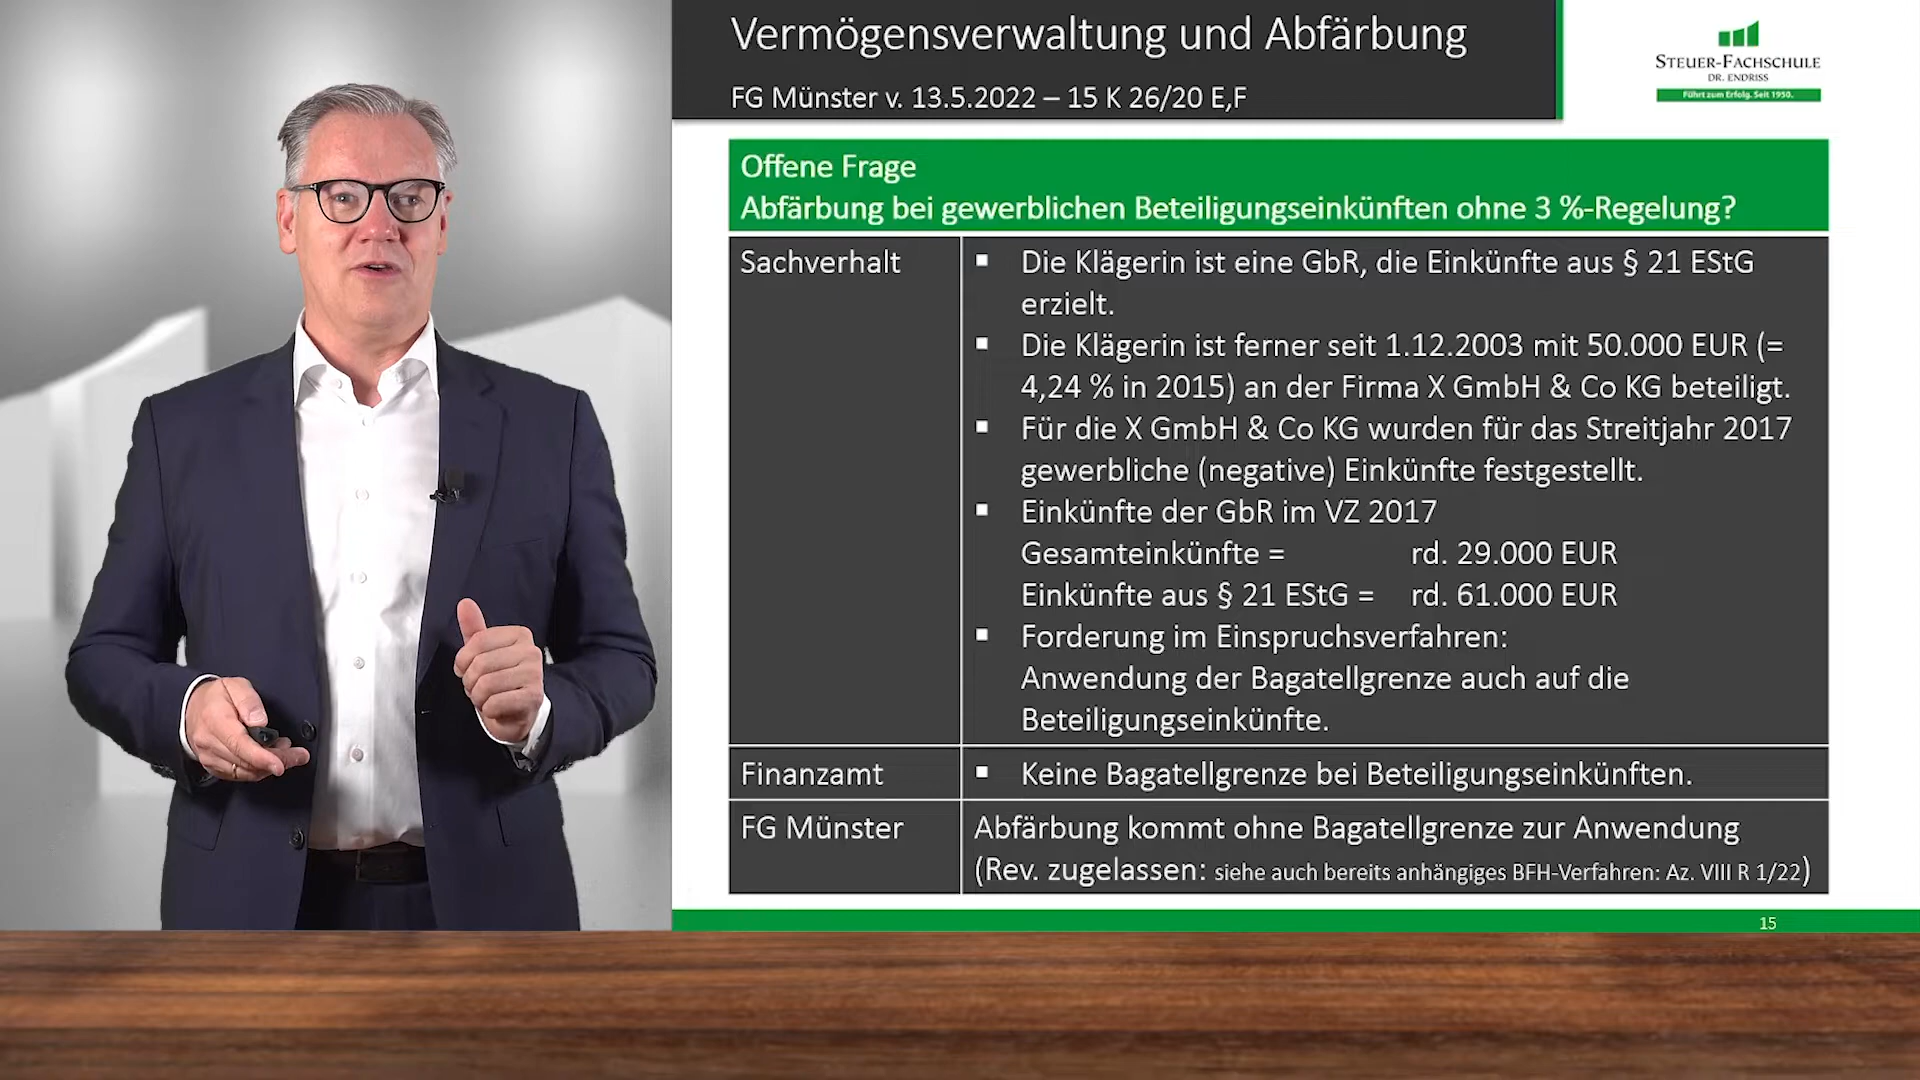 Vermögensverwaltung und Abfärbung
FG Münster v. 13.5.2022 – 15 K 26/20 E,F
STEUER-FACHSCHULE
DR. ENDRISS
Führt zum Erfolg. Seit 1950.
Offene Frage
Abfärbung bei gewerblichen Beteiligungseinkünften ohne 3 %-Regelung?
Sachverhalt
▪ Die Klägerin ist eine GbR, die Einkünfte aus § 21 EStG
erzielt.
▪ Die Klägerin ist ferner seit 1.12.2003 mit 50.000 EUR (=
4,24 % in 2015) an der Firma X GmbH & Co KG beteiligt.
▪ Für die X GmbH & Co KG wurden für das Streitjahr 2017
gewerbliche (negative) Einkünfte festgestellt.
▪ Einkünfte der GbR im VZ 2017
Gesamteinkünfte = rd. 29.000 EUR
Einkünfte aus § 21 EStG = rd. 61.000 EUR
▪ Forderung im Einspruchsverfahren:
Anwendung der Bagatellgrenze auch auf die
Beteiligungseinkünfte.
Finanzamt
▪ Keine Bagatellgrenze bei Beteiligungseinkünften.
FG Münster
Abfärbung kommt ohne Bagatellgrenze zur Anwendung
(Rev. zugelassen: siehe auch bereits anhängiges BFH-Verfahren: Az. VIII R 1/22)
15